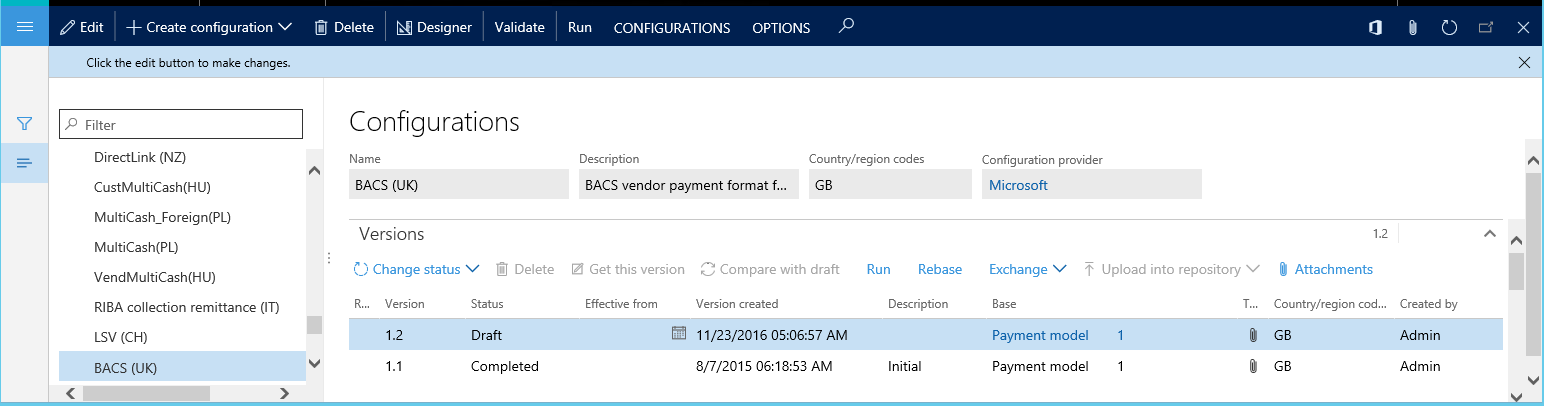 Edit Create configuration Delete Designer Validate Run CONFIGURATIONS OPTIONS
Click the edit button to make changes.
Filter
DirectLink (NZ)
CustMultiCash(HU)
MultiCash_Foreign(PL)
MultiCash(PL)
VendMultiCash(HU)
RIBA collection remittance (IT)
LSV (CH)
BACS (UK)
Configurations
Name Description Country/region codes Configuration provider
BACS (UK) BACS vendor payment format f... GB Microsoft
Versions 1.2
Change status Delete Get this version Compare with draft Run Rebase Exchange Upload into repository Attachments
R... Version Status Effective from Version created Description Base T... Country/region cod... Created by
1.2 Draft 11/23/2016 05:06:57 AM Payment model 1 GB Admin
1.1 Completed 8/7/2015 06:18:53 AM Initial Payment model 1 GB Admin